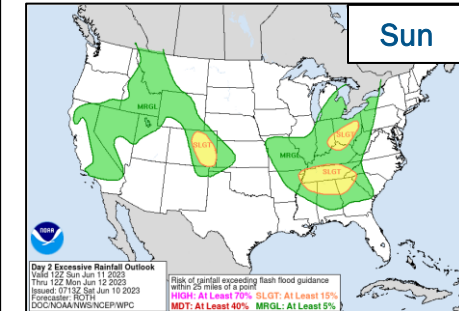 Sun
MRGL
SLGT
SLGT
MRGL
SLGT
NOAA
Day 2 Excessive Rainfall Outlook
Valid 12Z Sun Jun 11 2023
Thru 12Z Mon Jun 12 2023
Issued: 0713Z Sat Jun 10 2023
Forecaster: ROTH
DOC/NOAA/NWS/NCEP/WPC
Risk of rainfall exceeding flash flood guidance
within 25 miles of a point
HIGH: At Least 70% SLGT: At Least 15%
MDT: At Least 40% MRGL: At Least 5%